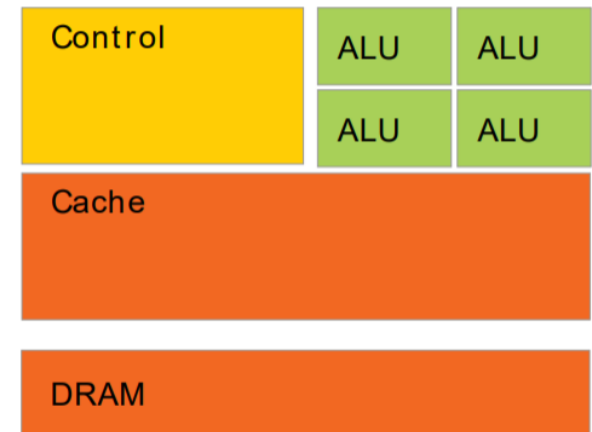 Control
ALU ALU
ALU ALU
Cache
DRAM